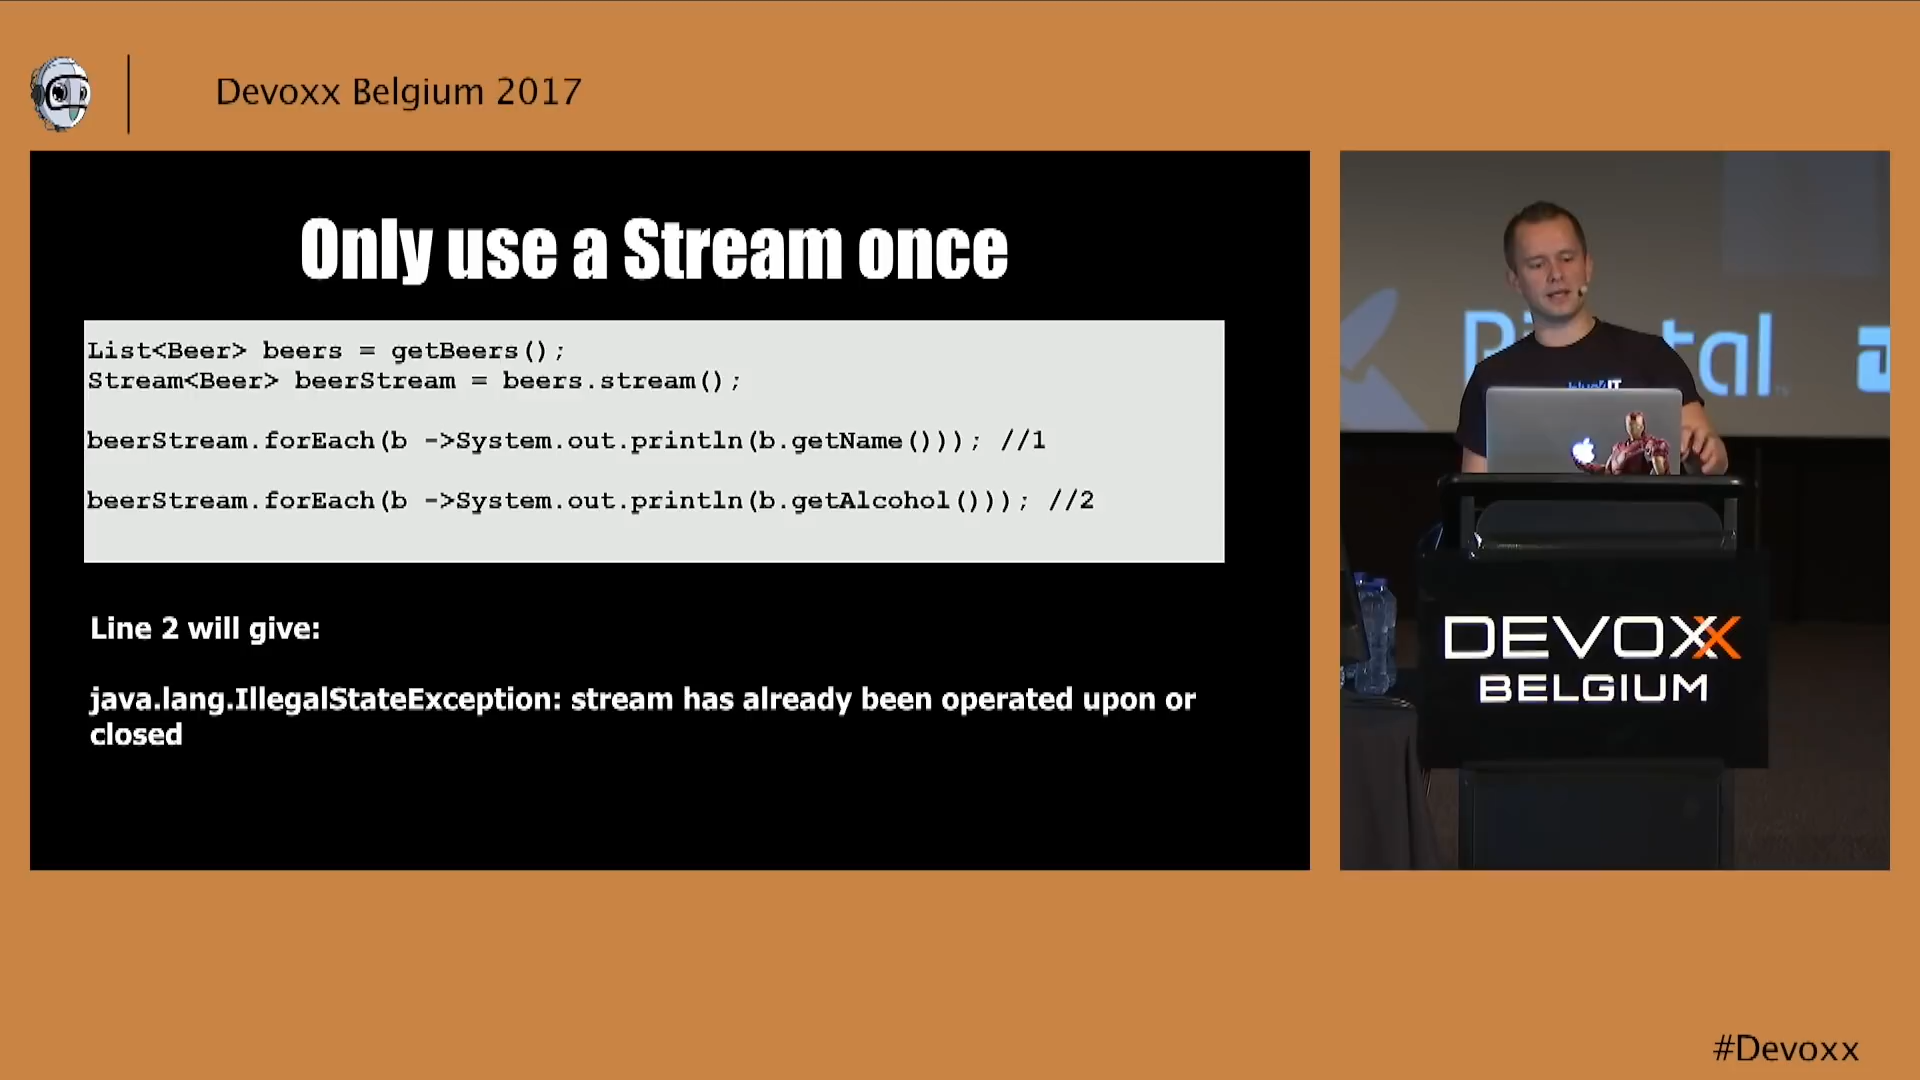 Devoxx Belgium 2017
Only use a Stream once
List<Beer> beers = getBeers();
Stream<Beer> beerStream = beers.stream();
beerStream.forEach(b ->System.out.println(b.getName())); //1
beerStream.forEach(b ->System.out.println(b.getAlcohol())); //2
Line 2 will give:
java.lang.IllegalStateException: stream has already been operated upon or
closed
DEVOXX
BELGIUM
#Devoxx